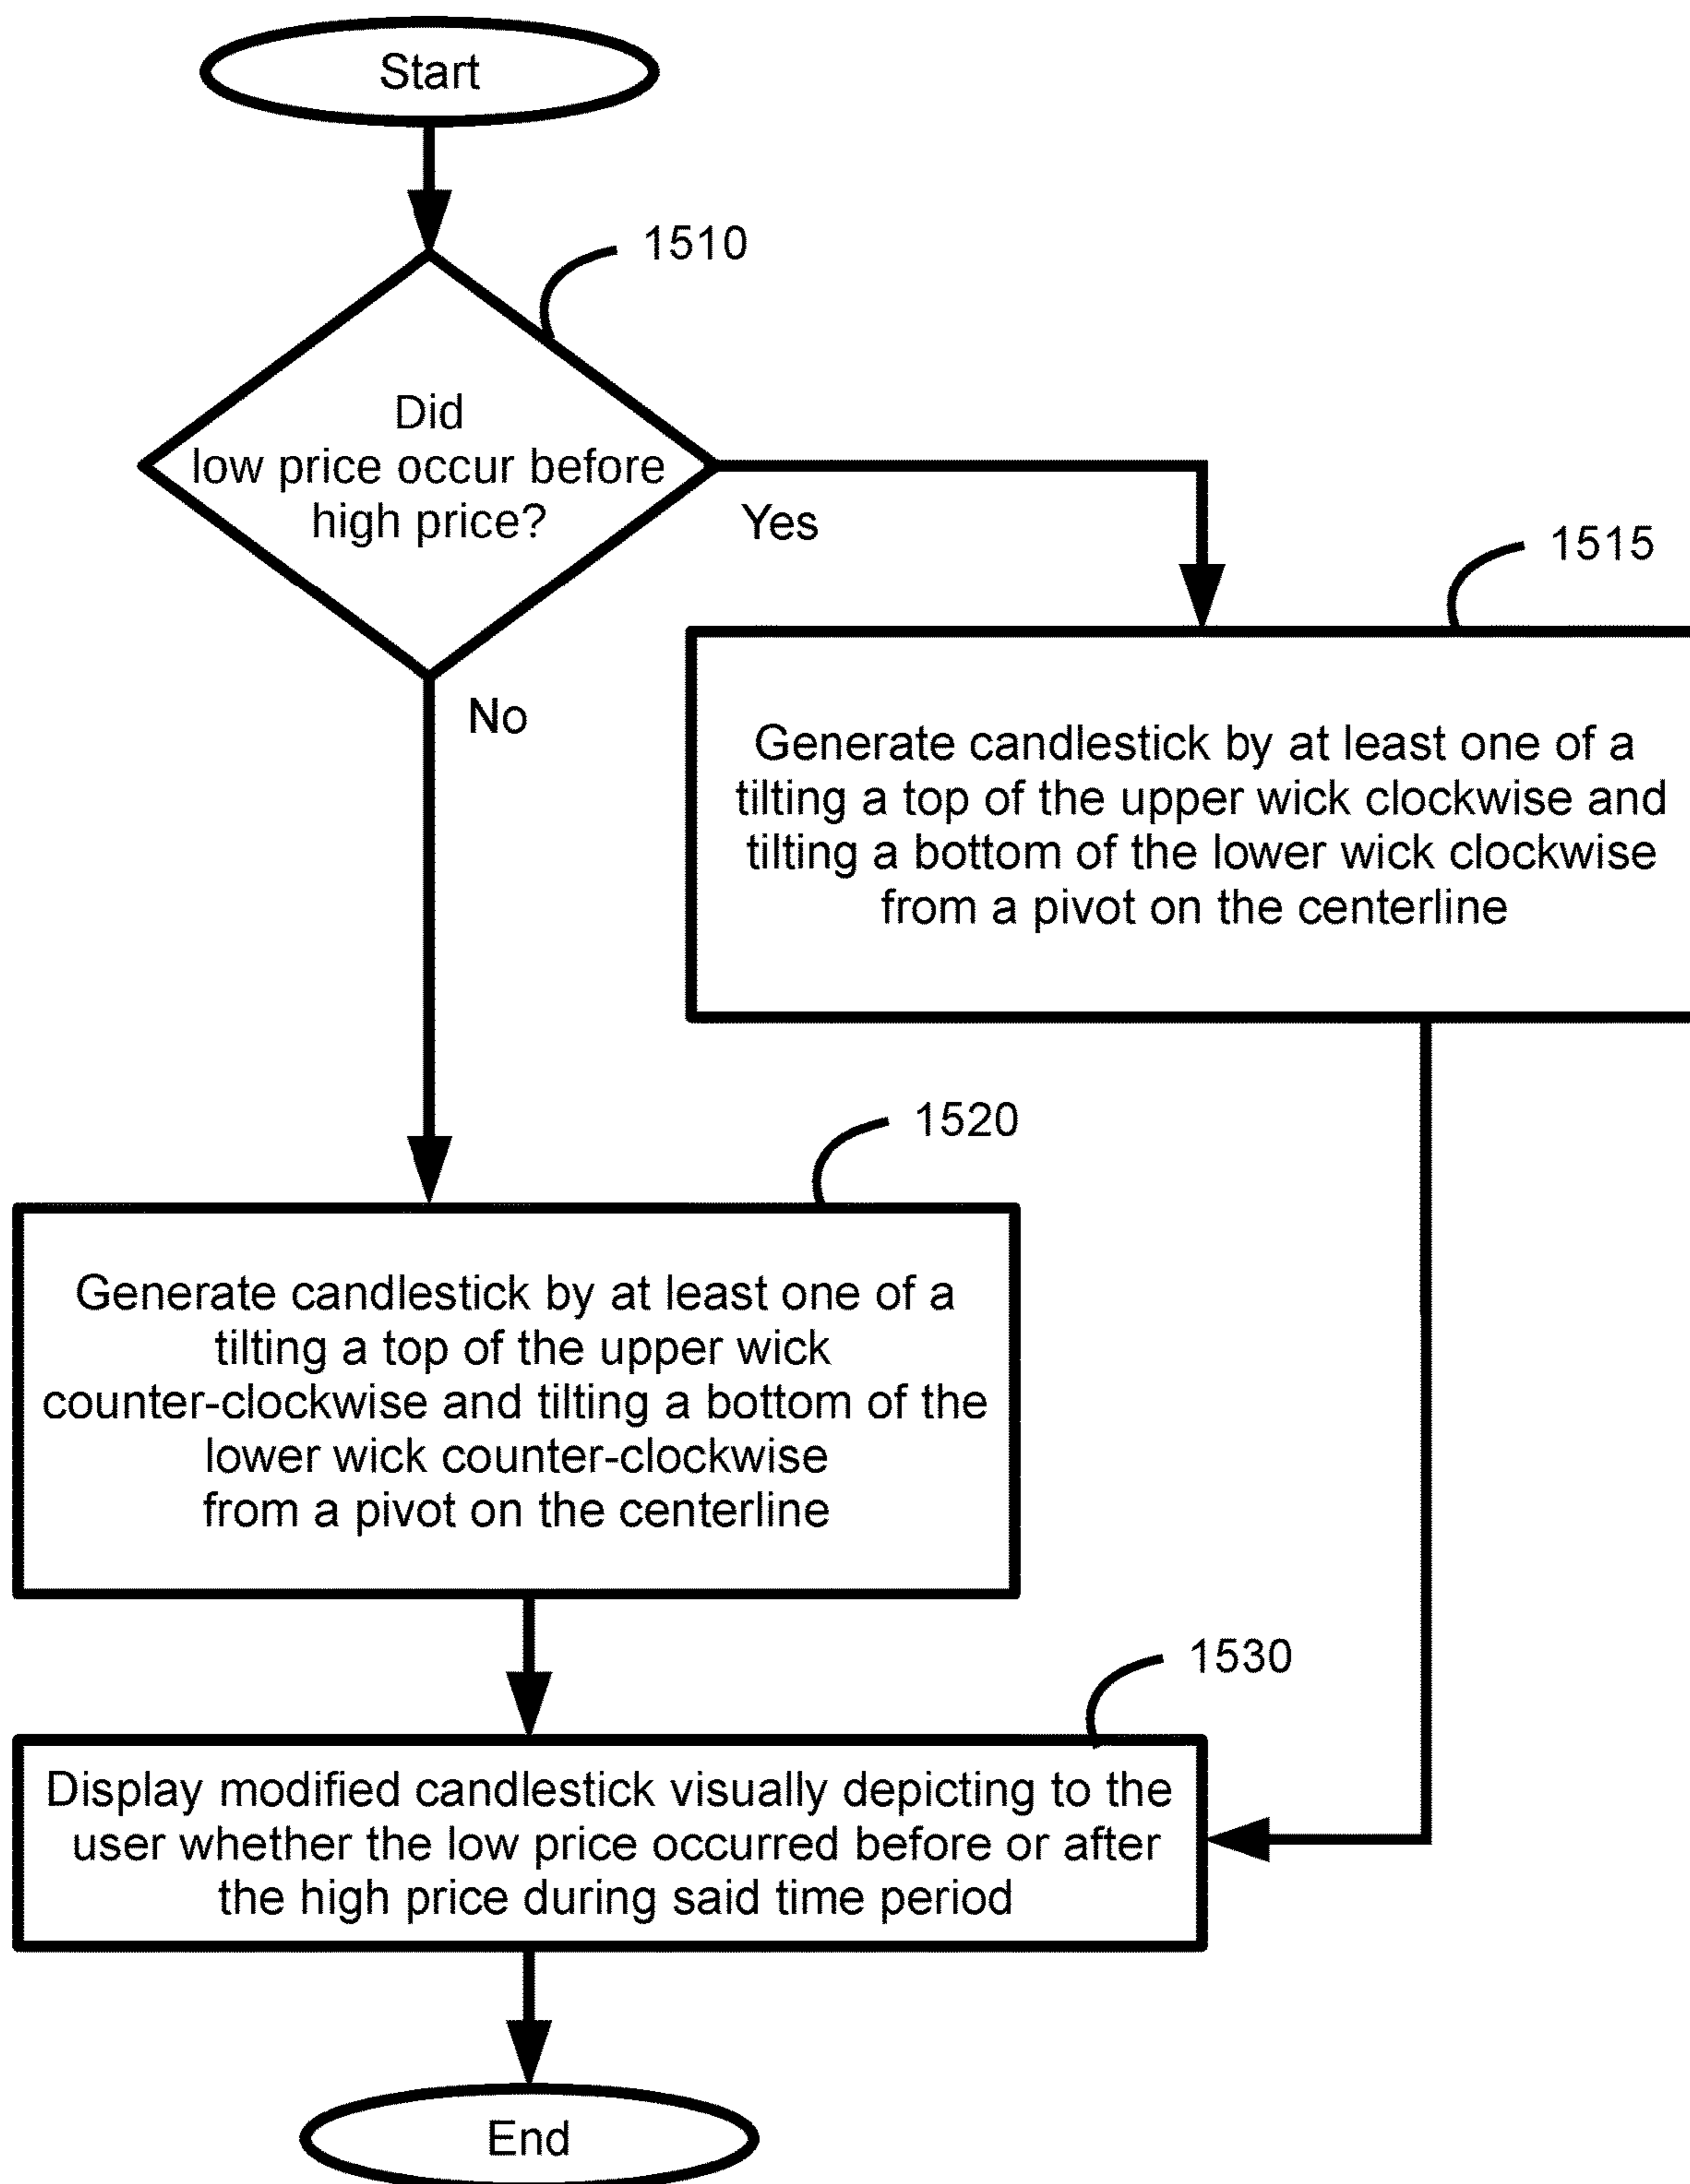 Start
1510
Did
low price occur before
high price?
Yes
1515
No
Generate candlestick by at least one of a
tilting a top of the upper wick clockwise and
tilting a bottom of the lower wick clockwise
from a pivot on the centerline
1520
Generate candlestick by at least one of a
tilting a top of the upper wick
counter-clockwise and tilting a bottom of the
lower wick counter-clockwise
from a pivot on the centerline
1530
Display modified candlestick visually depicting to the
user whether the low price occurred before or after
the high price during said time period
End